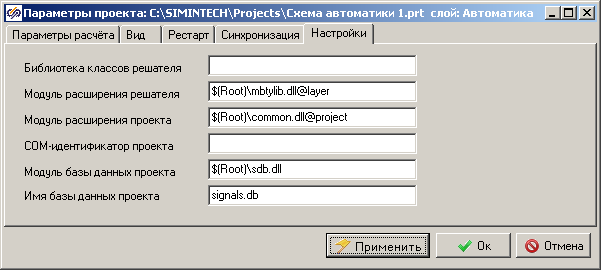 Параметры проекта: C:\SIMINTECH\Projects\Схема автоматики 1.prt слой: Автоматика
Параметры расчёта Вид Рестарт Синхронизация Настройки
Библиотека классов решателя
Модуль расширения решателя $(Root)\mbtylib.dll@layer
Модуль расширения проекта $(Root)\common.dll@project
COM-идентификатор проекта
Модуль базы данных проекта $(Root)\sdb.dll
Имя базы данных проекта signals.db
Применить Ок Отмена